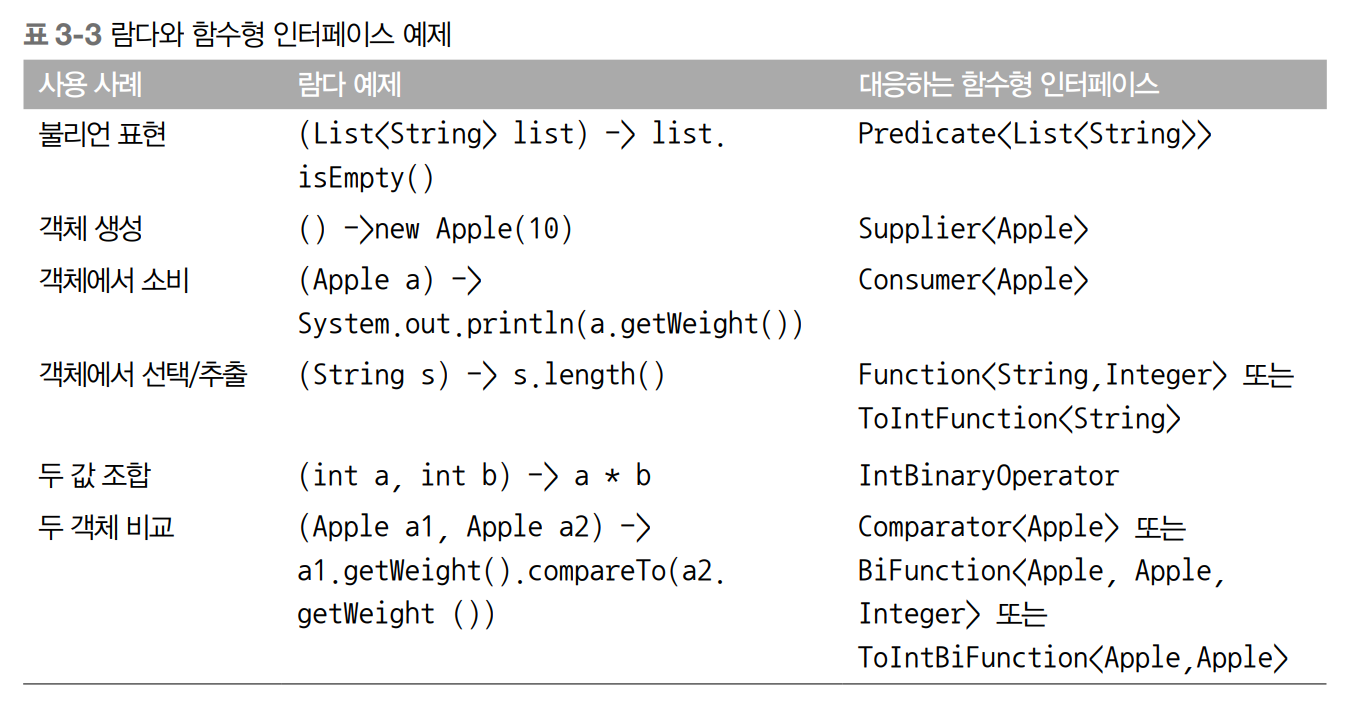 표 3-3 람다와 함수형 인터페이스 예제
사용 사례 람다 예제 대응하는 함수형 인터페이스
불리언 표현 (List<String> list) -> list. Predicate<List<String>>
isEmpty()
객체 생성 () ->new Apple(10) Supplier<Apple>
객체에서 소비 (Apple a) -> Consumer<Apple>
System.out.println(a.getWeight())
객체에서 선택/추출 (String s) -> s.length() Function<String,Integer> 또는
ToIntFunction<String>
두 값 조합 (int a, int b) -> a * b IntBinaryOperator
두 객체 비교 (Apple a1, Apple a2) -> Comparator<Apple> 또는
a1.getWeight().compareTo(a2. BiFunction<Apple, Apple,
getWeight ()) Integer> 또는
ToIntBiFunction<Apple,Apple>